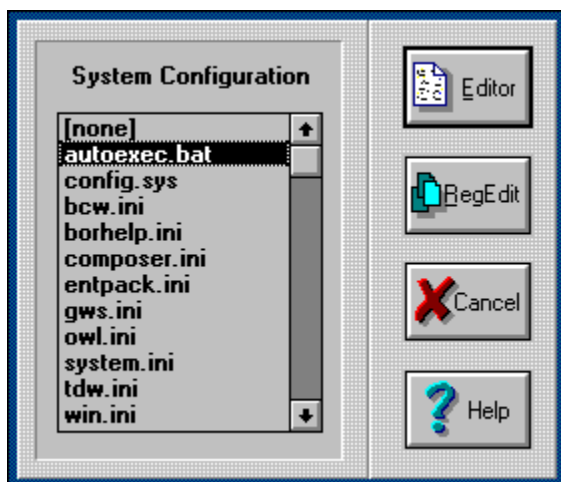 System Configuration
[none]
autoexec.bat
config.sys
bcw.ini
borhelp.ini
composer.ini
entpack.ini
gws.ini
owl.ini
system.ini
tdw.ini
win.ini
Editor
RegEdit
Cancel
Help